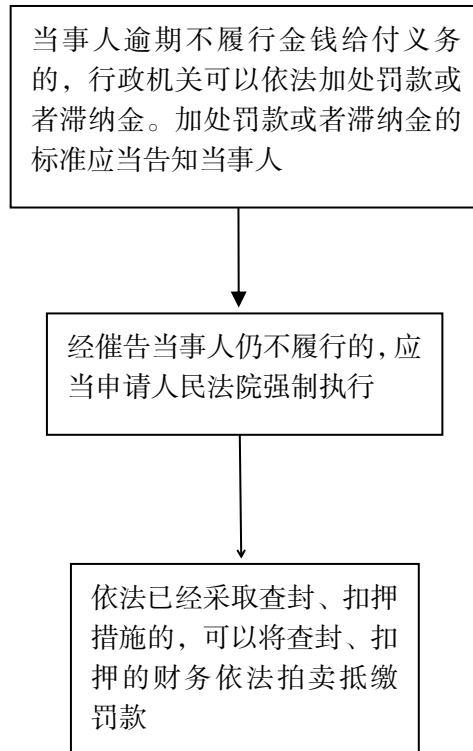 当事人逾期不履行金钱给付义务
的，行政机关可以依法加处罚款或
者滞纳金。加处罚款或者滞纳金的
标准应当告知当事人
经催告当事人仍不履行的，应
当申请人民法院强制执行
依法已经采取查封、扣押
措施的，可以将查封、扣
押的财务依法拍卖抵缴
罚款